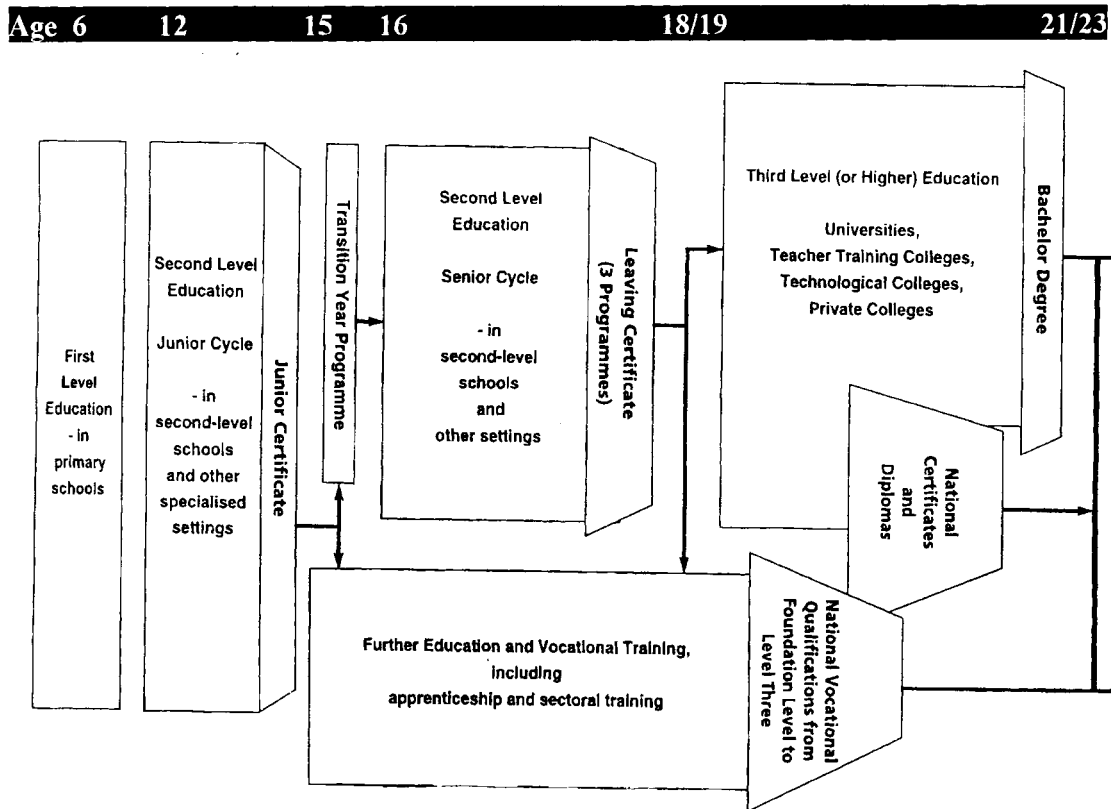 Age 6 12 15 16 18/19 21/23
First
Level
Education
- in
primary
schools
Second Level
Education
Junior Cycle
- in
second-level
schools
and other
specialised
settings
Junior Certificate
Transition Year Programme
Second Level
Education
Senior Cycle
- in
second-level
schools
and
other settings
Leaving Certificate
(3 Programmes)
Third Level (or Higher) Education
Universities,
Teacher Training Colleges,
Technological Colleges,
Private Colleges
Bachelor Degree
National
Certificates
and
Diplomas
Further Education and Vocational Training,
including
apprenticeship and sectoral training
National Vocational
Qualifications from
Foundation Level to
Level Three